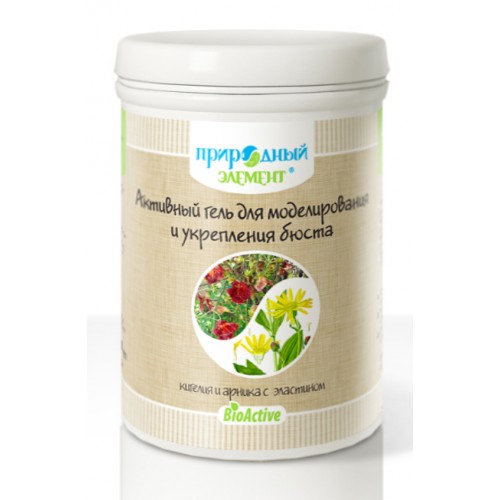 природный
ЭЛЕМЕНТ®
Активный гель для моделирования
и укрепления бюста
кигелия и арника с эластином
BioActive